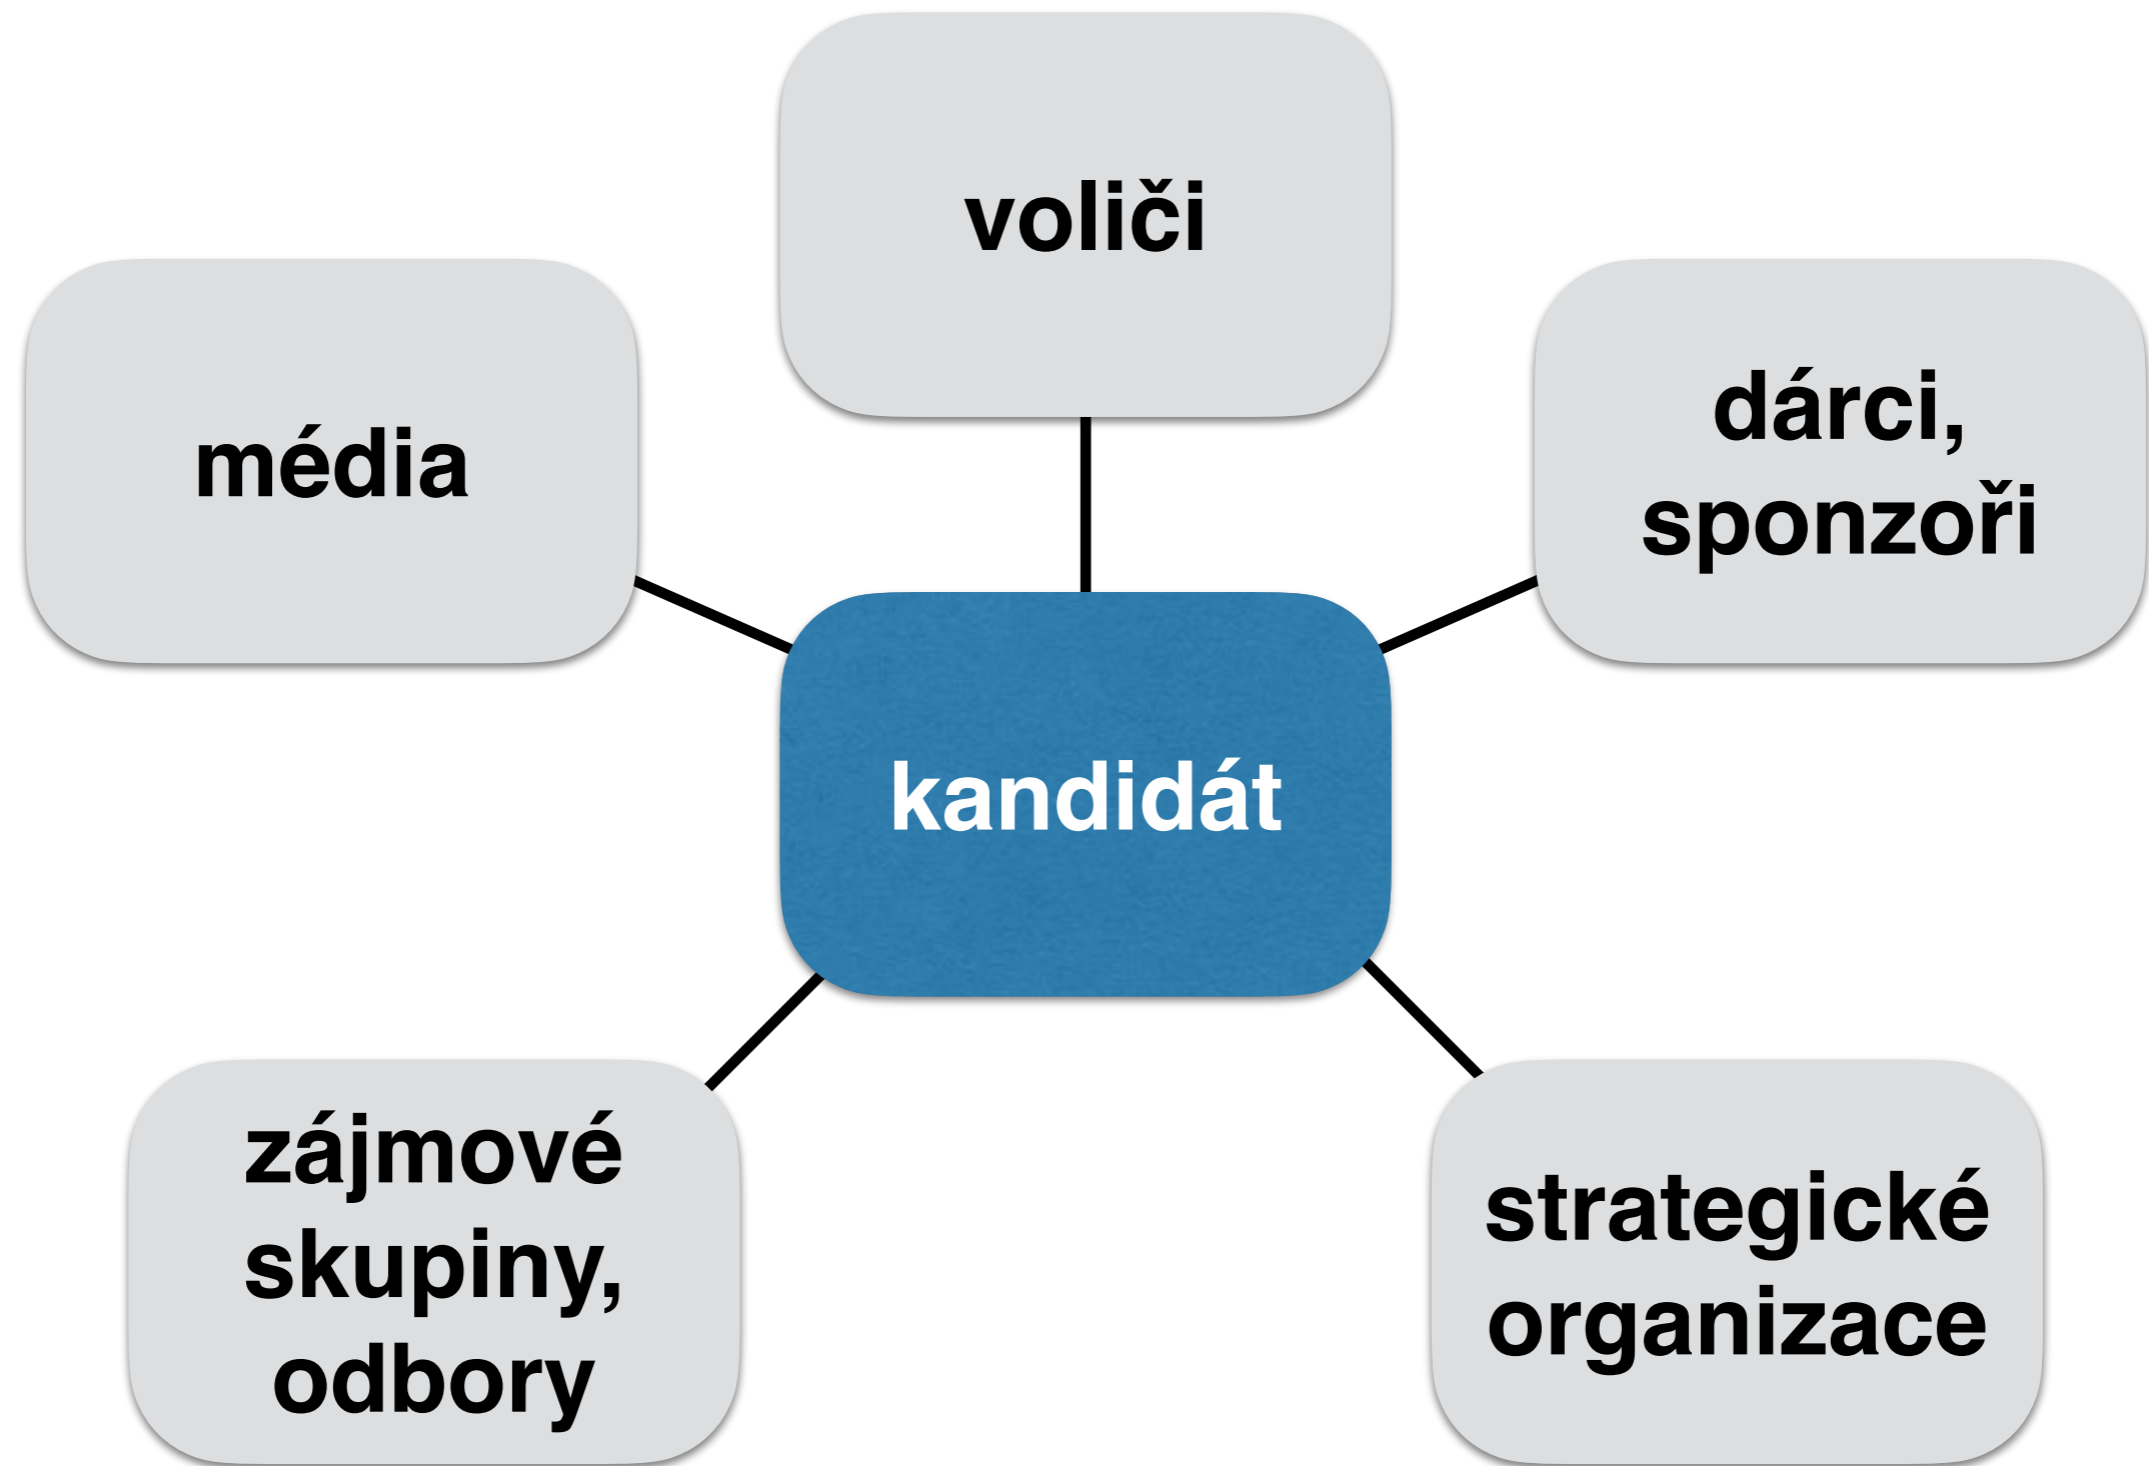 voliči
média
dárci,
sponzoři
kandidát
zájmové
skupiny,
odbory
strategické
organizace